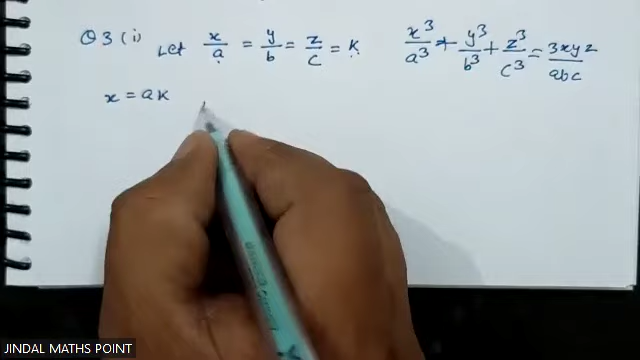 Q3 (i) Let x/a = y/b = z/c = k x³/a³ + y³/b³ + z³/c³ = 3xyz/abc
x = ak
JINDAL MATHS POINT